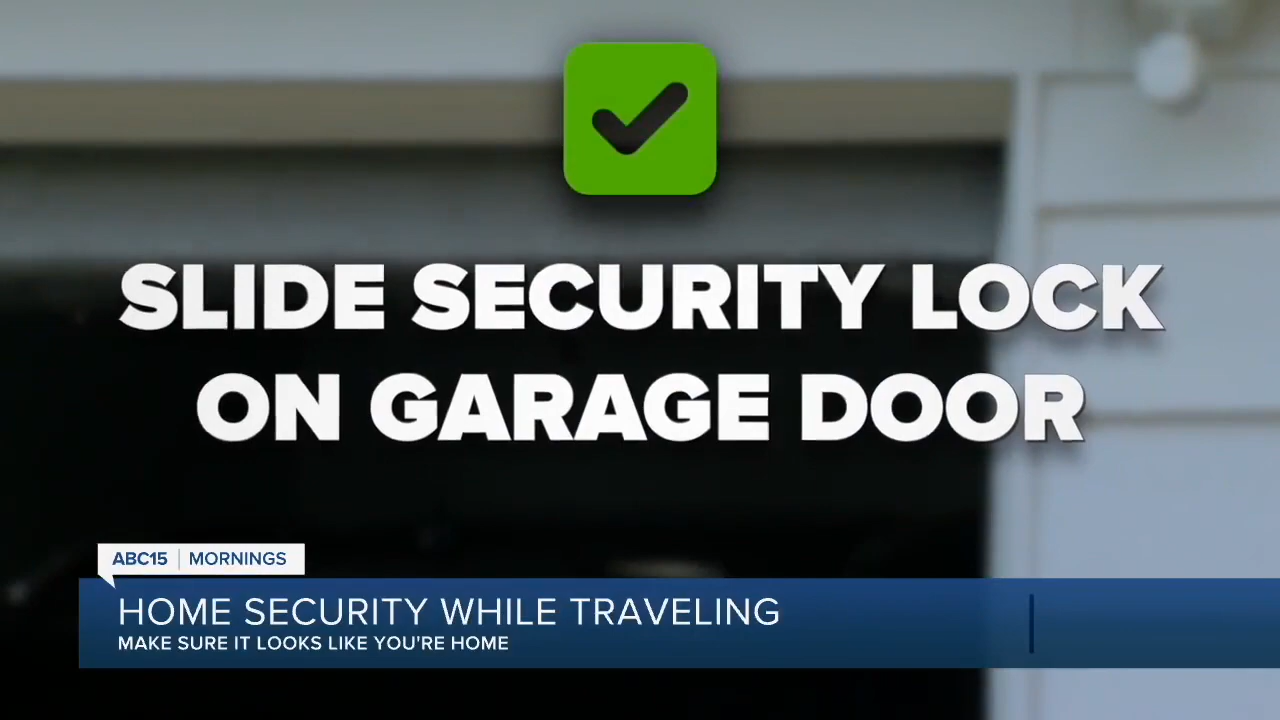 SLIDE SECURITY LOCK
ON GARAGE DOOR
ABC15 | MORNINGS
HOME SECURITY WHILE TRAVELING
MAKE SURE IT LOOKS LIKE YOU'RE HOME